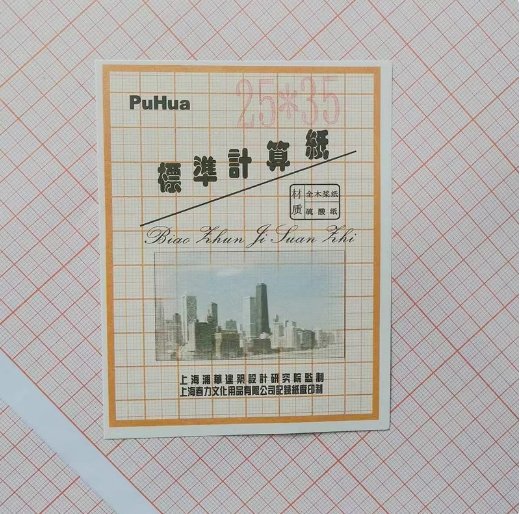 25*35
PuHua
標準計算紙
材质
全木浆纸
硫酸纸
Biao Zhun Ji Suan Zhi
上海浦華建築設計研究院監制
上海春力文化用品有限公司記錄紙廠印制